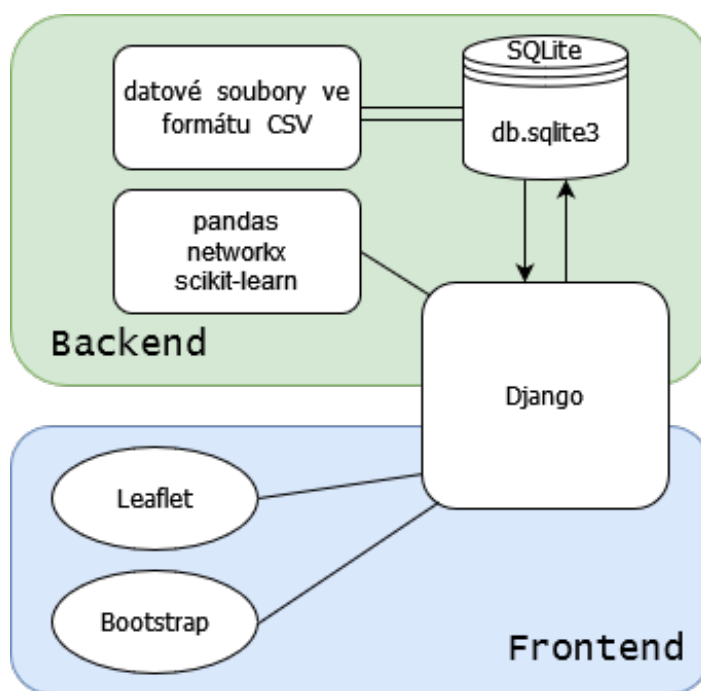 datové soubory ve
formátu CSV
SQLite
db.sqlite3
pandas
networkx
scikit-learn
Backend
Django
Leaflet
Bootstrap
Frontend